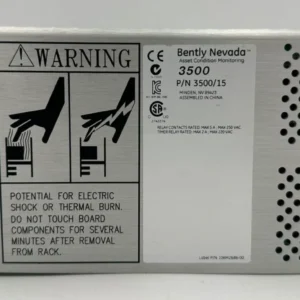 ⚠WARNING
POTENTIAL FOR ELECTRIC
SHOCK OR THERMAL BURN.
DO NOT TOUCH BOARD
COMPONENTS FOR SEVERAL
MINUTES AFTER REMOVAL
FROM RACK.
Bently Nevada™
Asset Condition Monitoring
3500
P/N 3500/15
MINDEN, NV 89423
ASSEMBLED IN CHINA